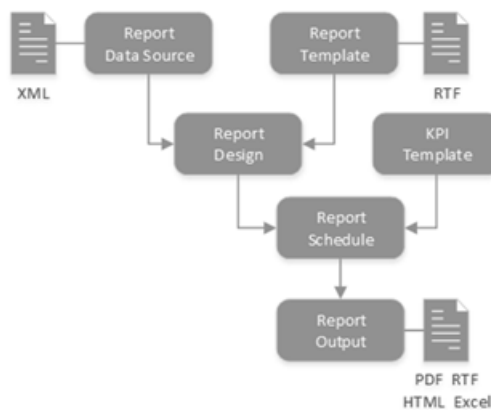 Report
Data Source
Report
Template
XML
RTF
Report
Design
KPI
Template
Report
Schedule
Report
Output
PDF RTF
HTML Excel